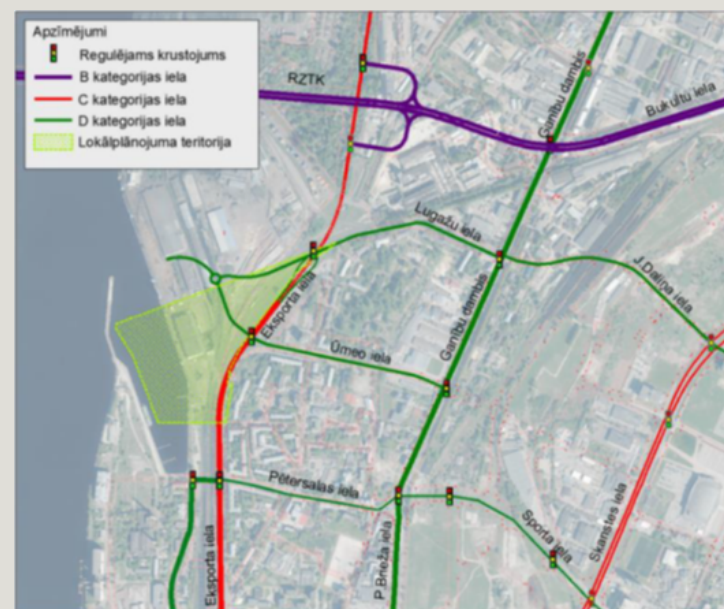 Apzīmējumi
Regulējams krustojums
B kategorijas iela
C kategorijas iela
D kategorijas iela
Lokālplānojuma teritorija
RZTK
Ganību dambis
Bukultu iela
Lugažu iela
J.Daliņa iela
Eksporta iela
Ganību dambis
Ūmeo iela
Pētersalas iela
Sporta iela
Skanstes iela
Eksporta iela
P.Brieža iela